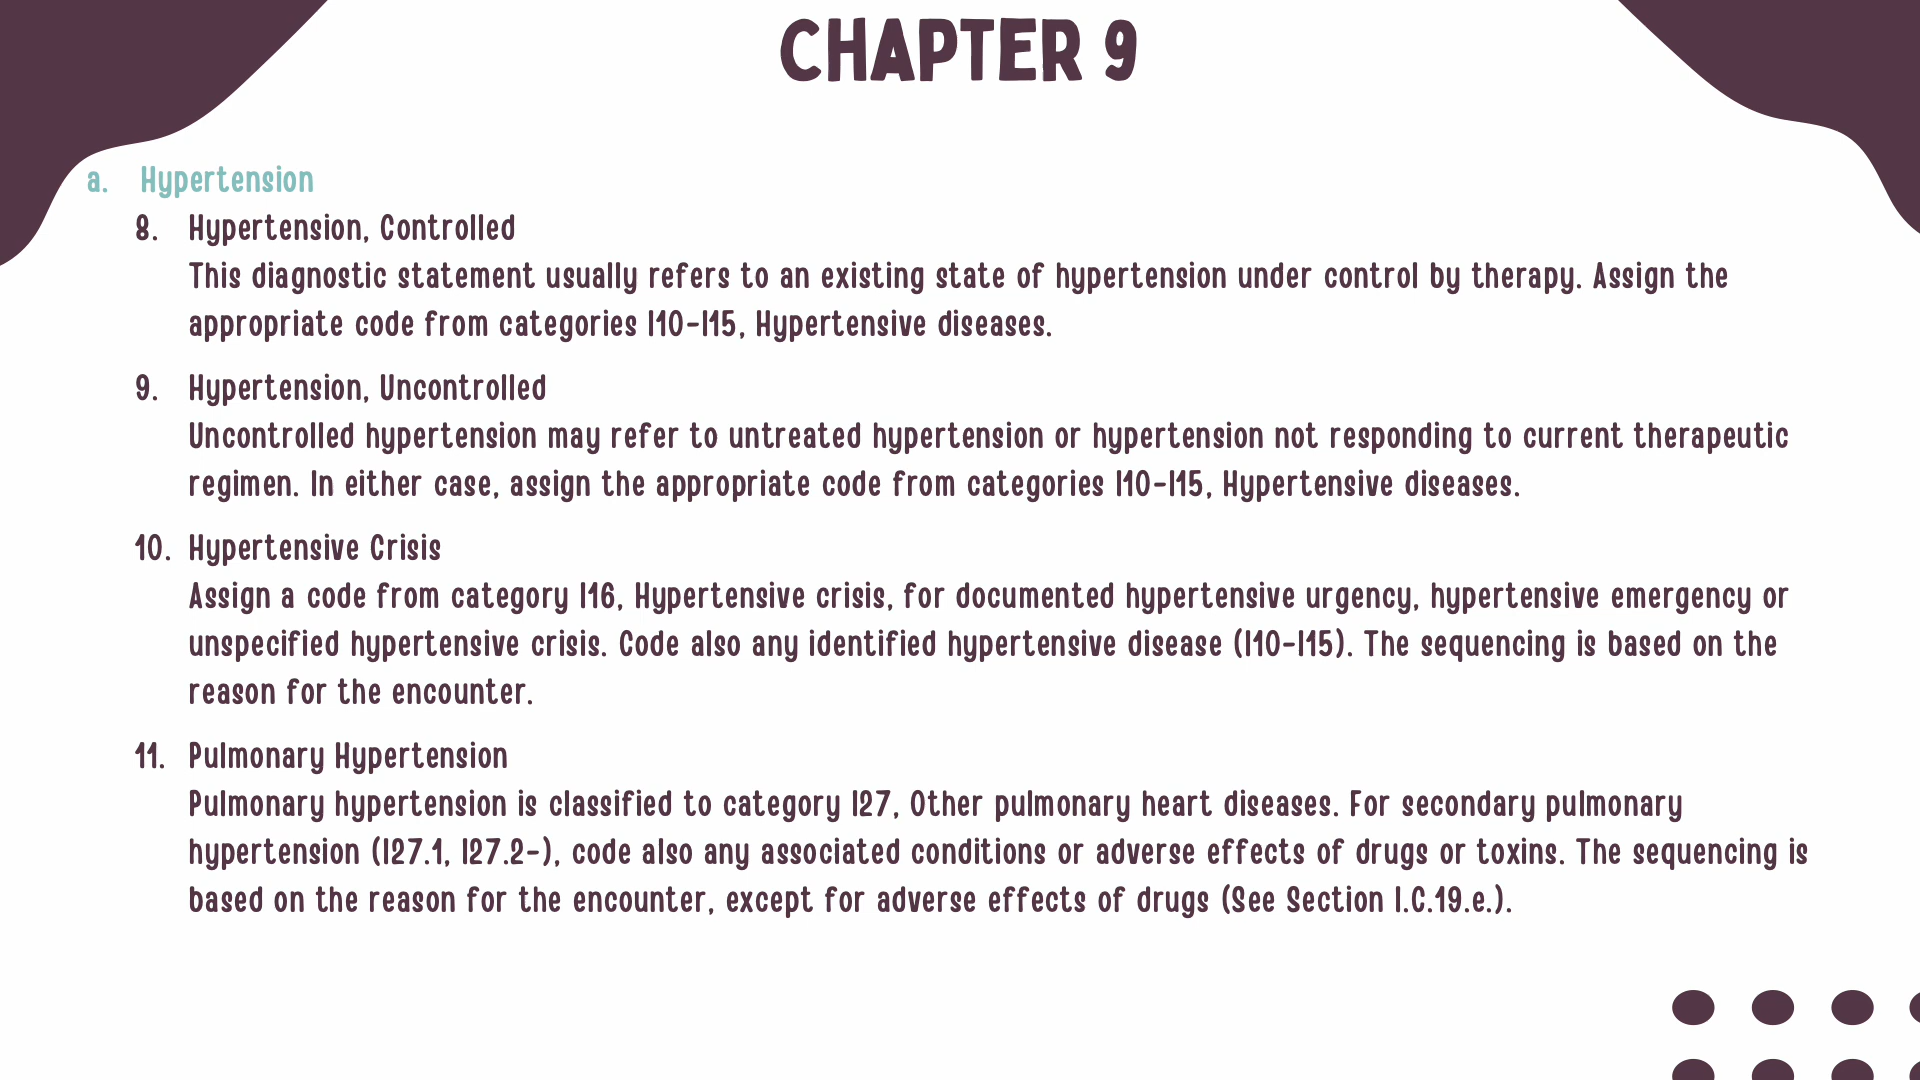 CHAPTER 9
a. Hypertension
8. Hypertension, Controlled
This diagnostic statement usually refers to an existing state of hypertension under control by therapy. Assign the
appropriate code from categories I10-I15, Hypertensive diseases.
9. Hypertension, Uncontrolled
Uncontrolled hypertension may refer to untreated hypertension or hypertension not responding to current therapeutic
regimen. In either case, assign the appropriate code from categories I10-I15, Hypertensive diseases.
10. Hypertensive Crisis
Assign a code from category I16, Hypertensive crisis, for documented hypertensive urgency, hypertensive emergency or
unspecified hypertensive crisis. Code also any identified hypertensive disease (I10-I15). The sequencing is based on the
reason for the encounter.
11. Pulmonary Hypertension
Pulmonary hypertension is classified to category I27, Other pulmonary heart diseases. For secondary pulmonary
hypertension (I27.1, I27.2-), code also any associated conditions or adverse effects of drugs or toxins. The sequencing is
based on the reason for the encounter, except for adverse effects of drugs (See Section I.C.19.e.).